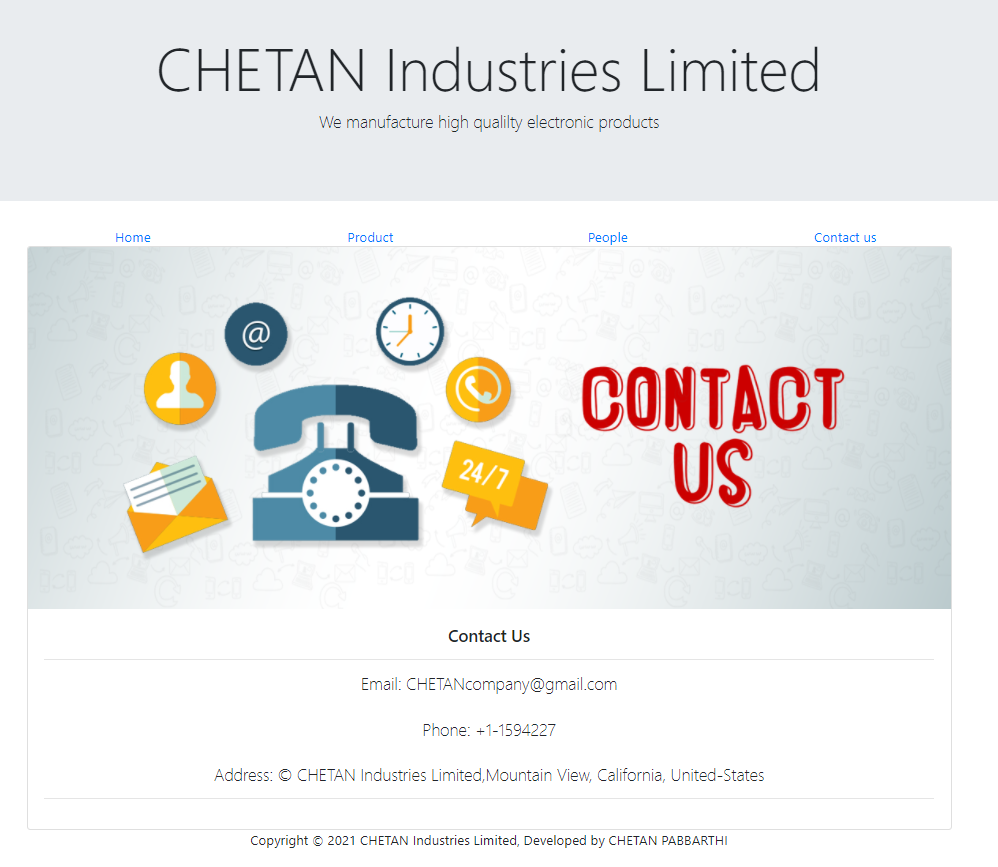 CHETAN Industries Limited
We manufacture high qualilty electronic products
Home Product People Contact us
@
24/7
CONTACT
US
Contact Us
Email: CHETANcompany@gmail.com
Phone: +1-1594227
Address: © CHETAN Industries Limited,Mountain View, California, United-States
Copyright © 2021 CHETAN Industries Limited, Developed by CHETAN PABBARTHI